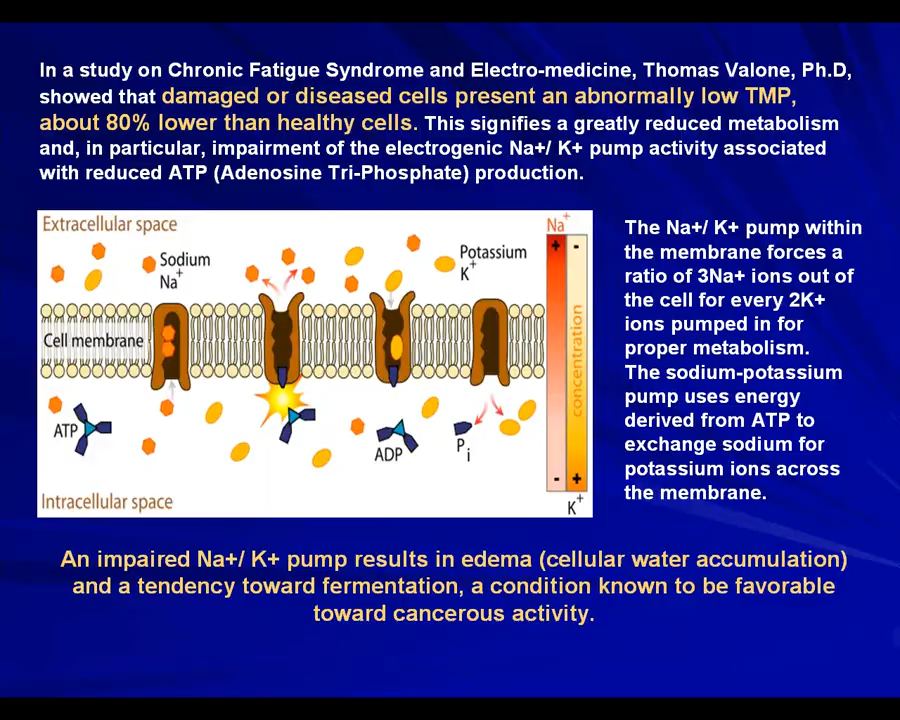 In a study on Chronic Fatigue Syndrome and Electro-medicine, Thomas Valone, Ph.D,
showed that damaged or diseased cells present an abnormally low TMP,
about 80% lower than healthy cells. This signifies a greatly reduced metabolism
and, in particular, impairment of the electrogenic Na+/ K+ pump activity associated
with reduced ATP (Adenosine Tri-Phosphate) production.
Extracellular space
Sodium
Na+
Potassium
K+
Cell membrane
ATP
ADP
Pi
Intracellular space
Na+
+ -
concentration
- +
K+
The Na+/ K+ pump within
the membrane forces a
ratio of 3Na+ ions out of
the cell for every 2K+
ions pumped in for
proper metabolism.
The sodium-potassium
pump uses energy
derived from ATP to
exchange sodium for
potassium ions across
the membrane.
An impaired Na+/ K+ pump results in edema (cellular water accumulation)
and a tendency toward fermentation, a condition known to be favorable
toward cancerous activity.